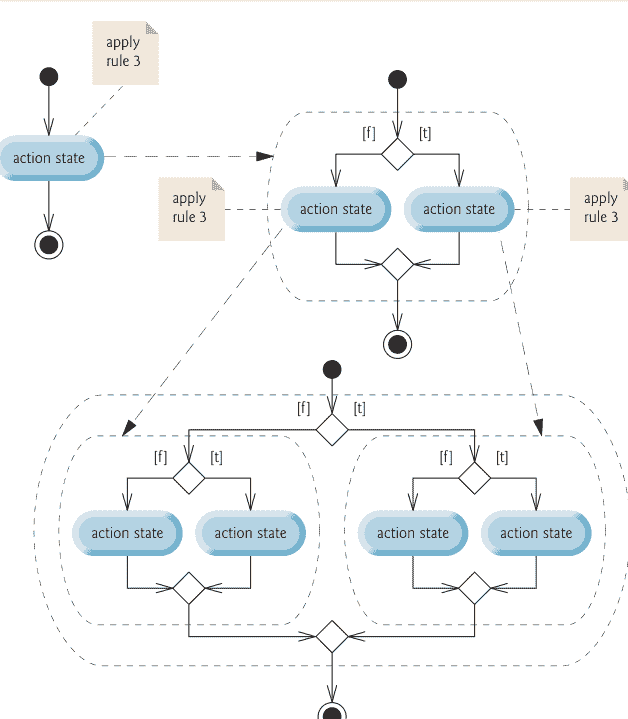 apply
rule 3
action state
[f] [t]
apply
rule 3
action state
action state
apply
rule 3
[f] [t]
[f] [t]
[f] [t]
action state
action state
action state
action state